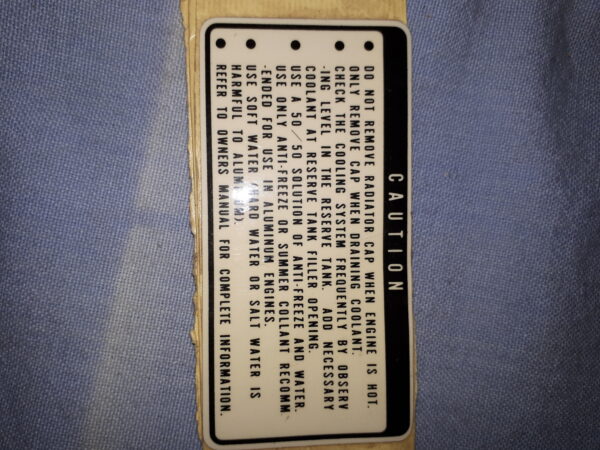 CAUTION
● DO NOT REMOVE RADIATOR CAP WHEN ENGINE IS HOT.
ONLY REMOVE CAP WHEN DRAINING COOLANT.
● CHECK THE COOLING SYSTEM FREQUENTLY BY OBSERV
-ING LEVEL IN THE RESERVE TANK. ADD NECESSARY
COOLANT AT RESERVE TANK FILLER OPENING.
● USE A 50/50 SOLUTION OF ANTI-FREEZE AND WATER.
USE ONLY ANTI-FREEZE OR SUMMER COLLANT RECOMM
-ENDED FOR USE IN ALUMINUM ENGINES.
● USE SOFT WATER (HARD WATER OR SALT WATER IS
HARMFUL TO ALUMINUM).
● REFER TO OWNERS MANUAL FOR COMPLETE INFORMATION.